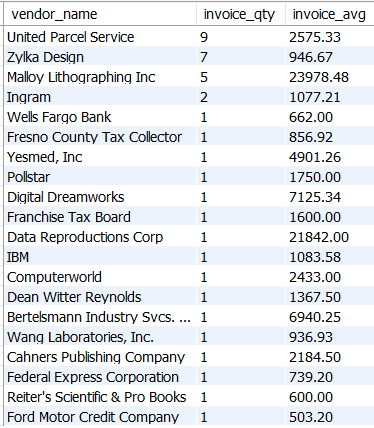 vendor_name invoice_qty invoice_avg
United Parcel Service 9 2575.33
Zylka Design 7 946.67
Malloy Lithographing Inc 5 23978.48
Ingram 2 1077.21
Wells Fargo Bank 1 662.00
Fresno County Tax Collector 1 856.92
Yesmed, Inc 1 4901.26
Pollstar 1 1750.00
Digital Dreamworks 1 7125.34
Franchise Tax Board 1 1600.00
Data Reproductions Corp 1 21842.00
IBM 1 1083.58
Computerworld 1 2433.00
Dean Witter Reynolds 1 1367.50
Bertelsmann Industry Svcs. ... 1 6940.25
Wang Laboratories, Inc. 1 936.93
Cahners Publishing Company 1 2184.50
Federal Express Corporation 1 739.20
Reiter's Scientific & Pro Books 1 600.00
Ford Motor Credit Company 1 503.20